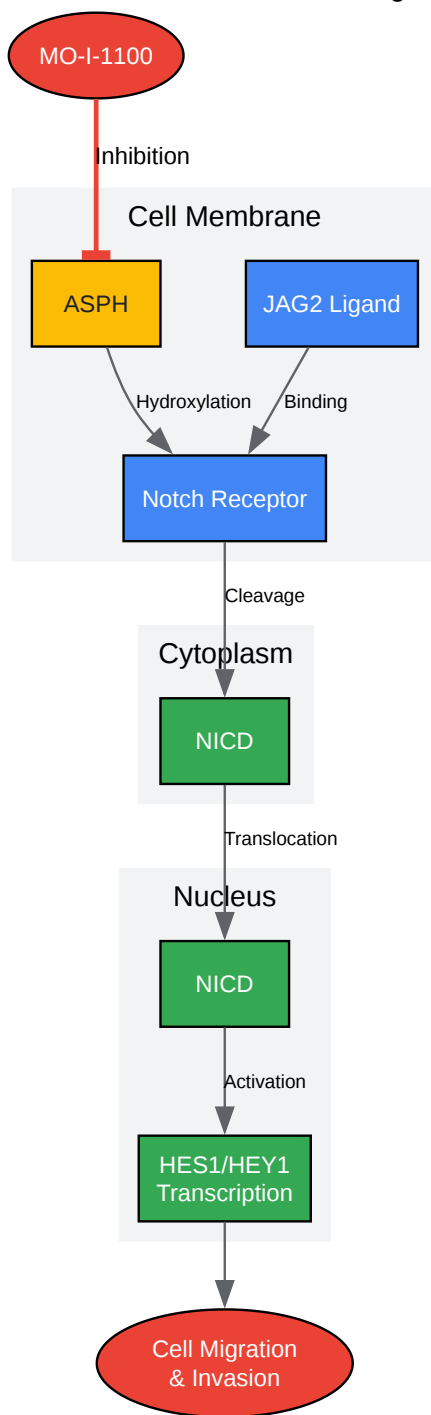 MO-I-1100
Inhibition
Cell Membrane
ASPH
JAG2 Ligand
Hydroxylation
Binding
Notch Receptor
Cleavage
Cytoplasm
NICD
Translocation
Nucleus
NICD
Activation
HES1/HEY1
Transcription
Cell Migration
& Invasion